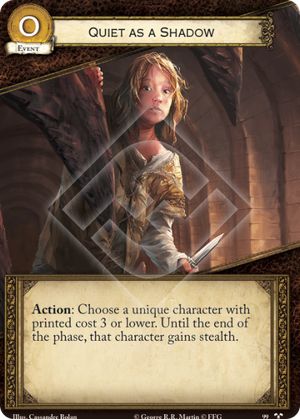 0
Quiet as a Shadow
Event
Action: Choose a unique character with
printed cost 3 or lower. Until the end of
the phase, that character gains stealth.
Illus. Cassandre Bolan © George R.R. Martin © FFG 99